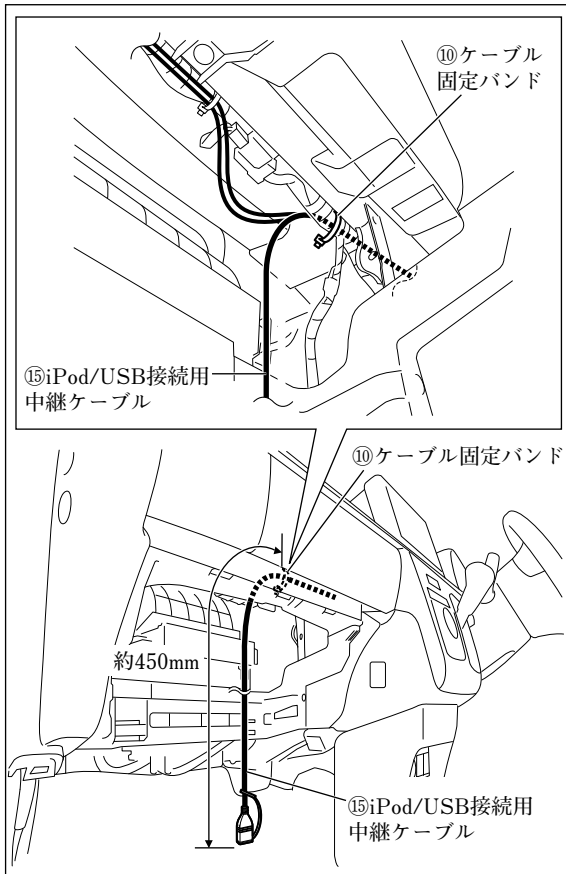 ⑩ケーブル
固定バンド
⑮iPod/USB接続用
中継ケーブル
⑩ケーブル固定バンド
約450mm
⑮iPod/USB接続用
中継ケーブル